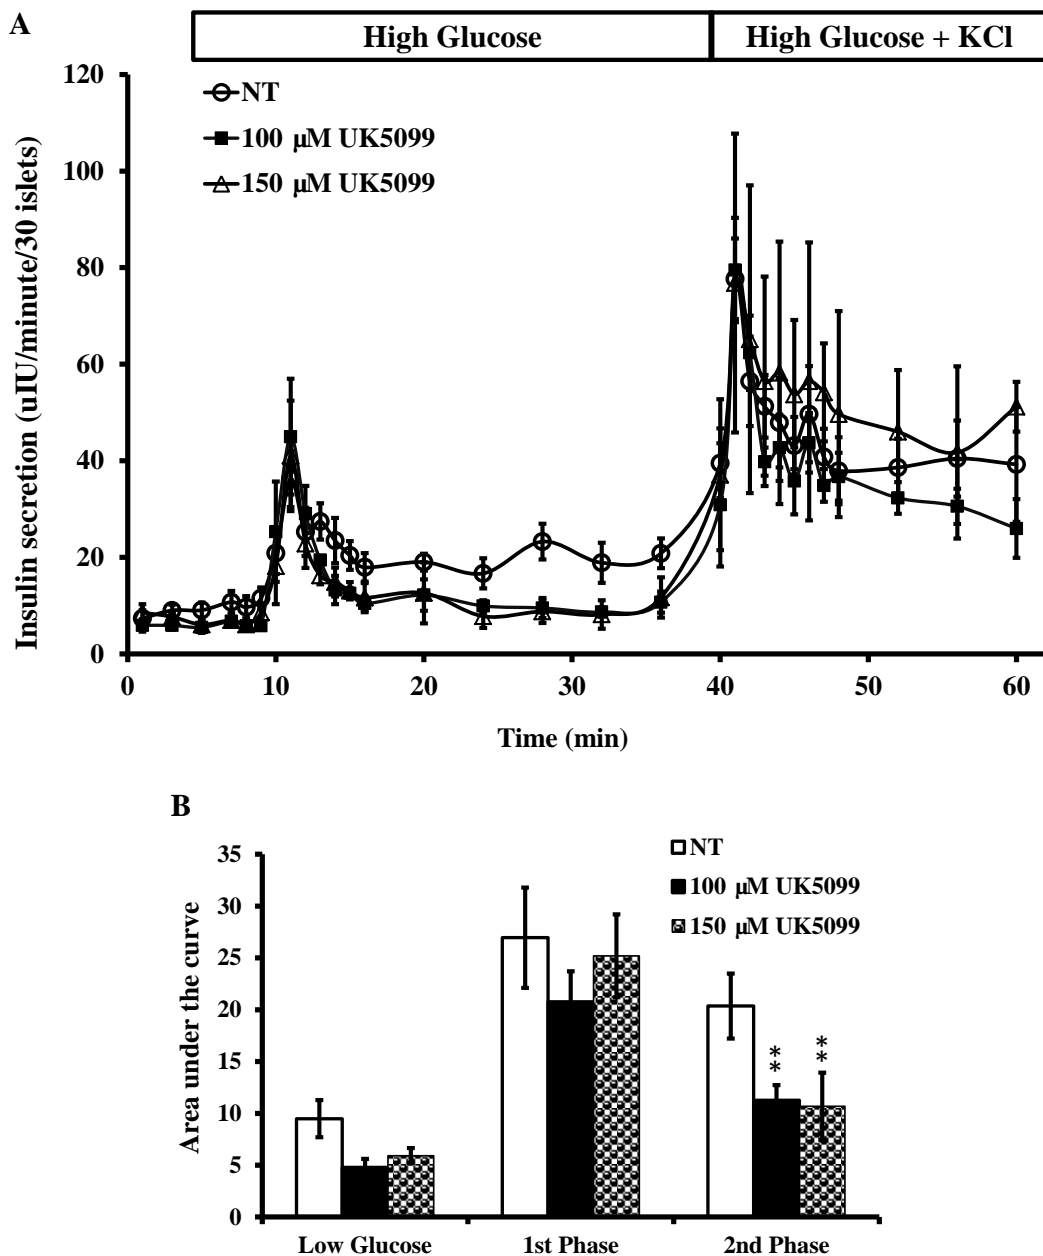 A
High Glucose
High Glucose + KCl
NT
100 µM UK5099
150 µM UK5099
Insulin secretion (uIU/minute/30 islets)
120
100
80
60
40
20
0
0 10 20 30 40 50 60
Time (min)
B
NT
100 µM UK5099
150 µM UK5099
Area under the curve
35
30
25
20
15
10
5
0
** **
Low Glucose 1st Phase 2nd Phase